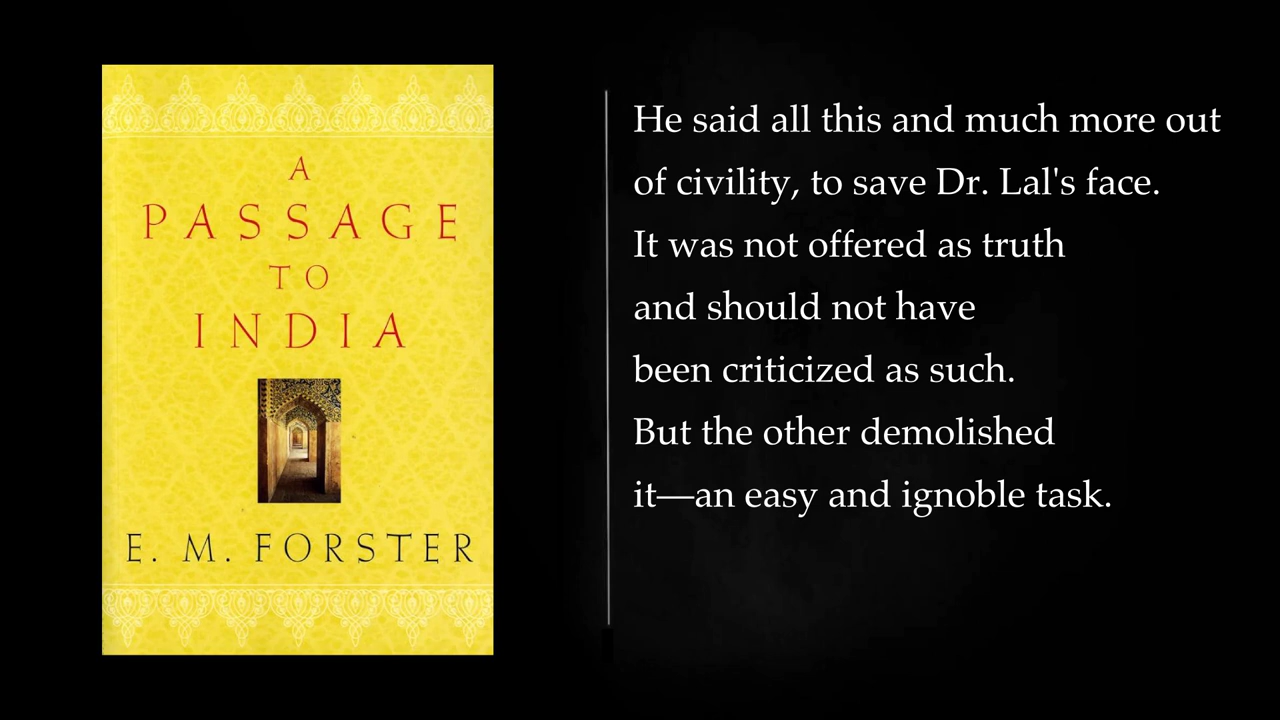 A
PASSAGE
TO
INDIA
E. M. FORSTER
He said all this and much more out
of civility, to save Dr. Lal's face.
It was not offered as truth
and should not have
been criticized as such.
But the other demolished
it—an easy and ignoble task.